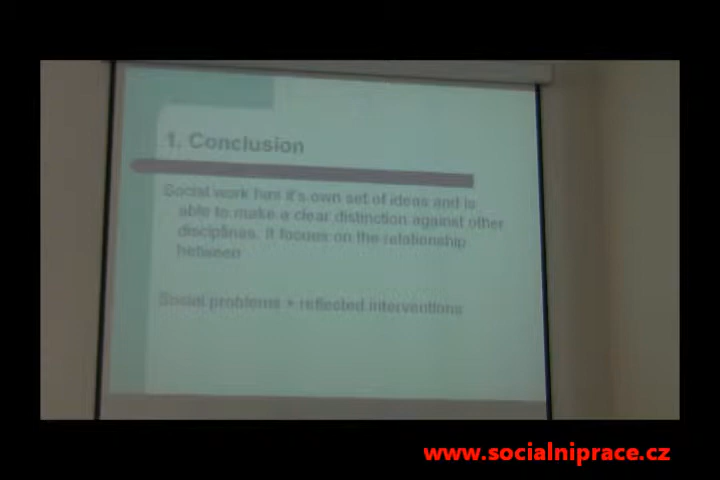 1. Conclusion
Social work has it's own set of ideas and is
able to make a clear distinction against other
disciplines. It focues on the relationship
between
Social problems + reflected interventions
www.socialniprace.cz